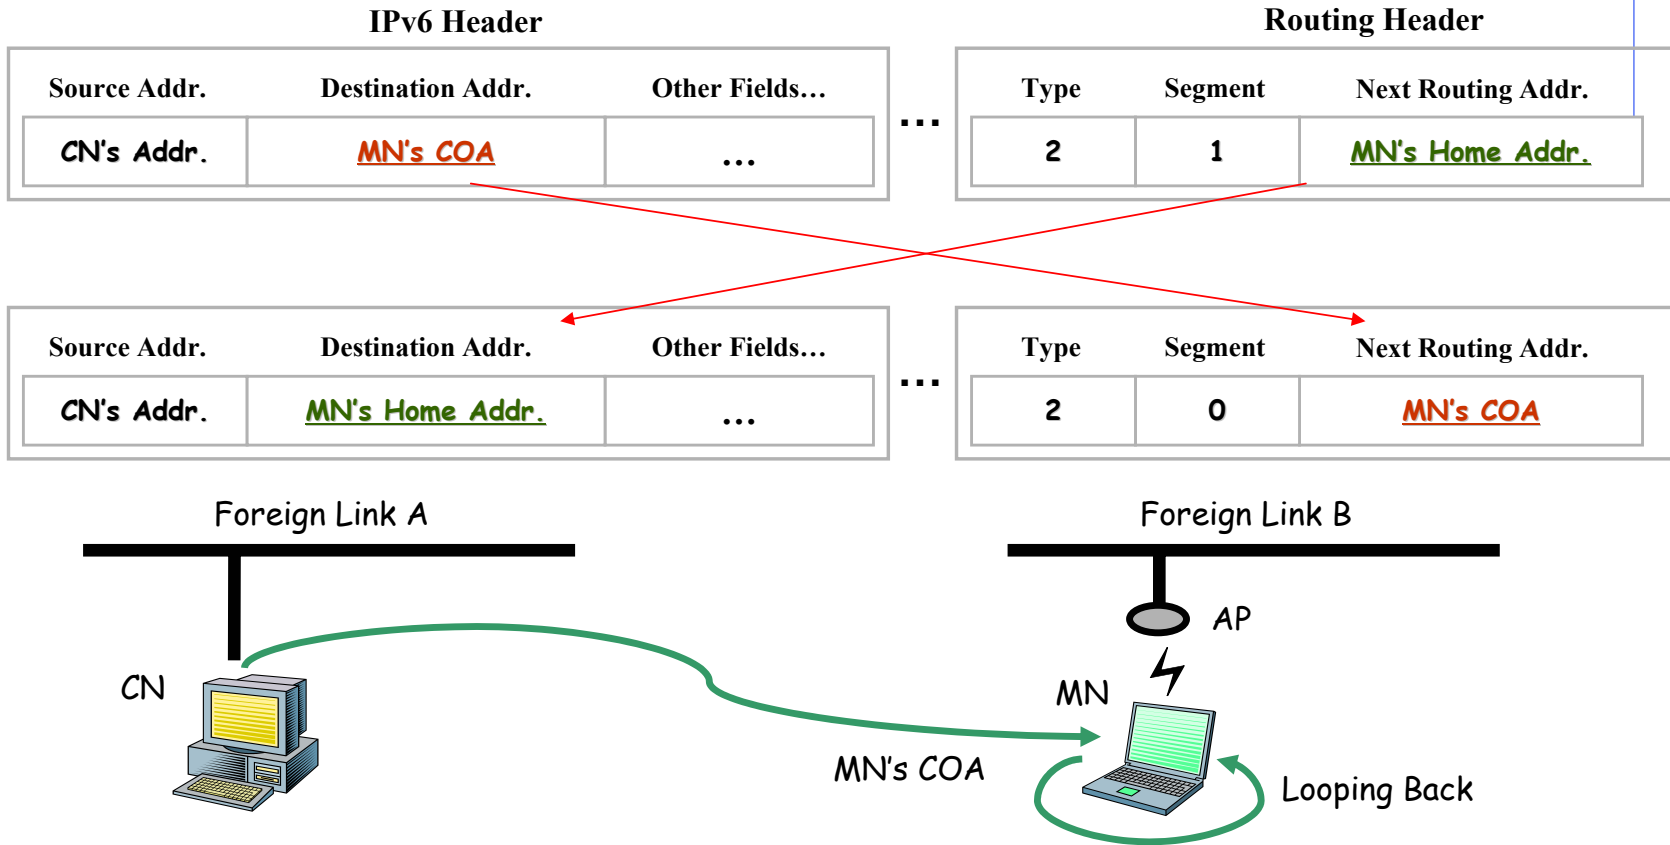 IPv6 Header Routing Header
Source Addr. Destination Addr. Other Fields... ... Type Segment Next Routing Addr.
CN's Addr. MN's COA ... 2 1 MN's Home Addr.
Source Addr. Destination Addr. Other Fields... ... Type Segment Next Routing Addr.
CN's Addr. MN's Home Addr. ... 2 0 MN's COA
Foreign Link A Foreign Link B
AP
CN MN
MN's COA Looping Back